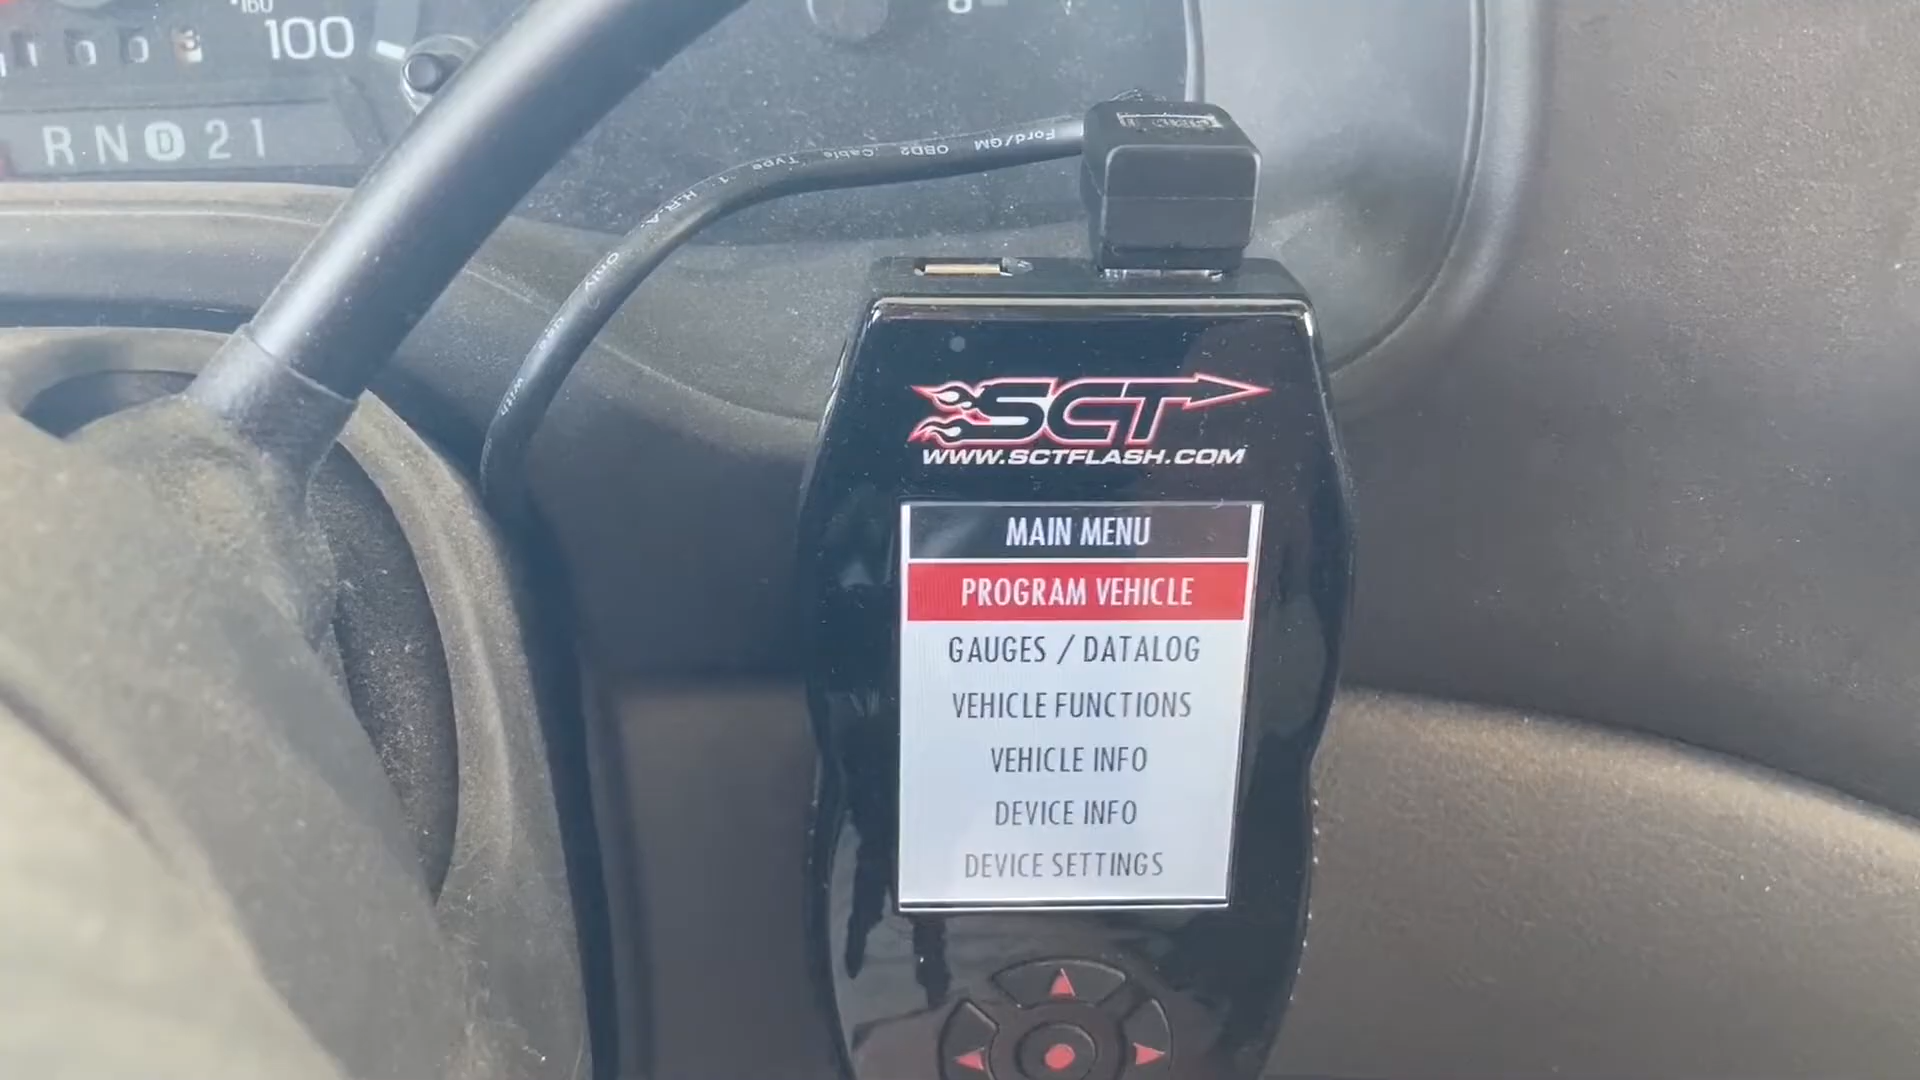 100
R N D 2 1
Ford/GM OBD2 Cable Type 1 H.R.A Only
SCT
WWW.SCTFLASH.COM
MAIN MENU
PROGRAM VEHICLE
GAUGES / DATALOG
VEHICLE FUNCTIONS
VEHICLE INFO
DEVICE INFO
DEVICE SETTINGS